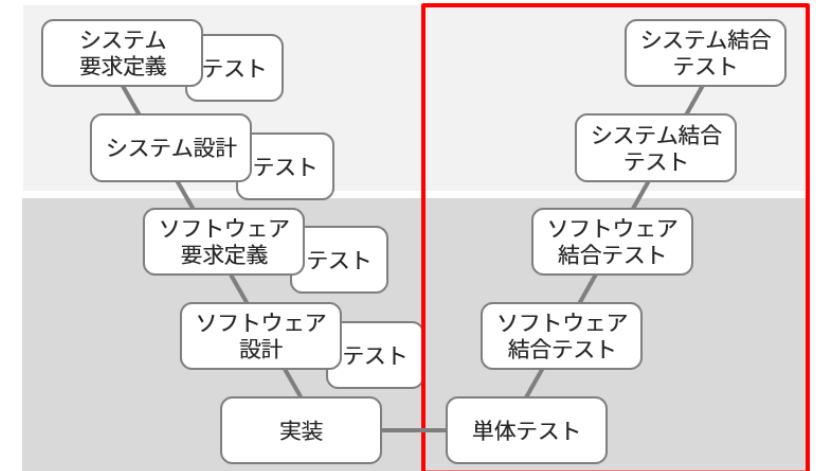 システム
要求定義
テスト
システム結合
テスト
システム設計
テスト
システム結合
テスト
ソフトウェア
要求定義
テスト
ソフトウェア
結合テスト
ソフトウェア
設計
テスト
ソフトウェア
結合テスト
実装
単体テスト